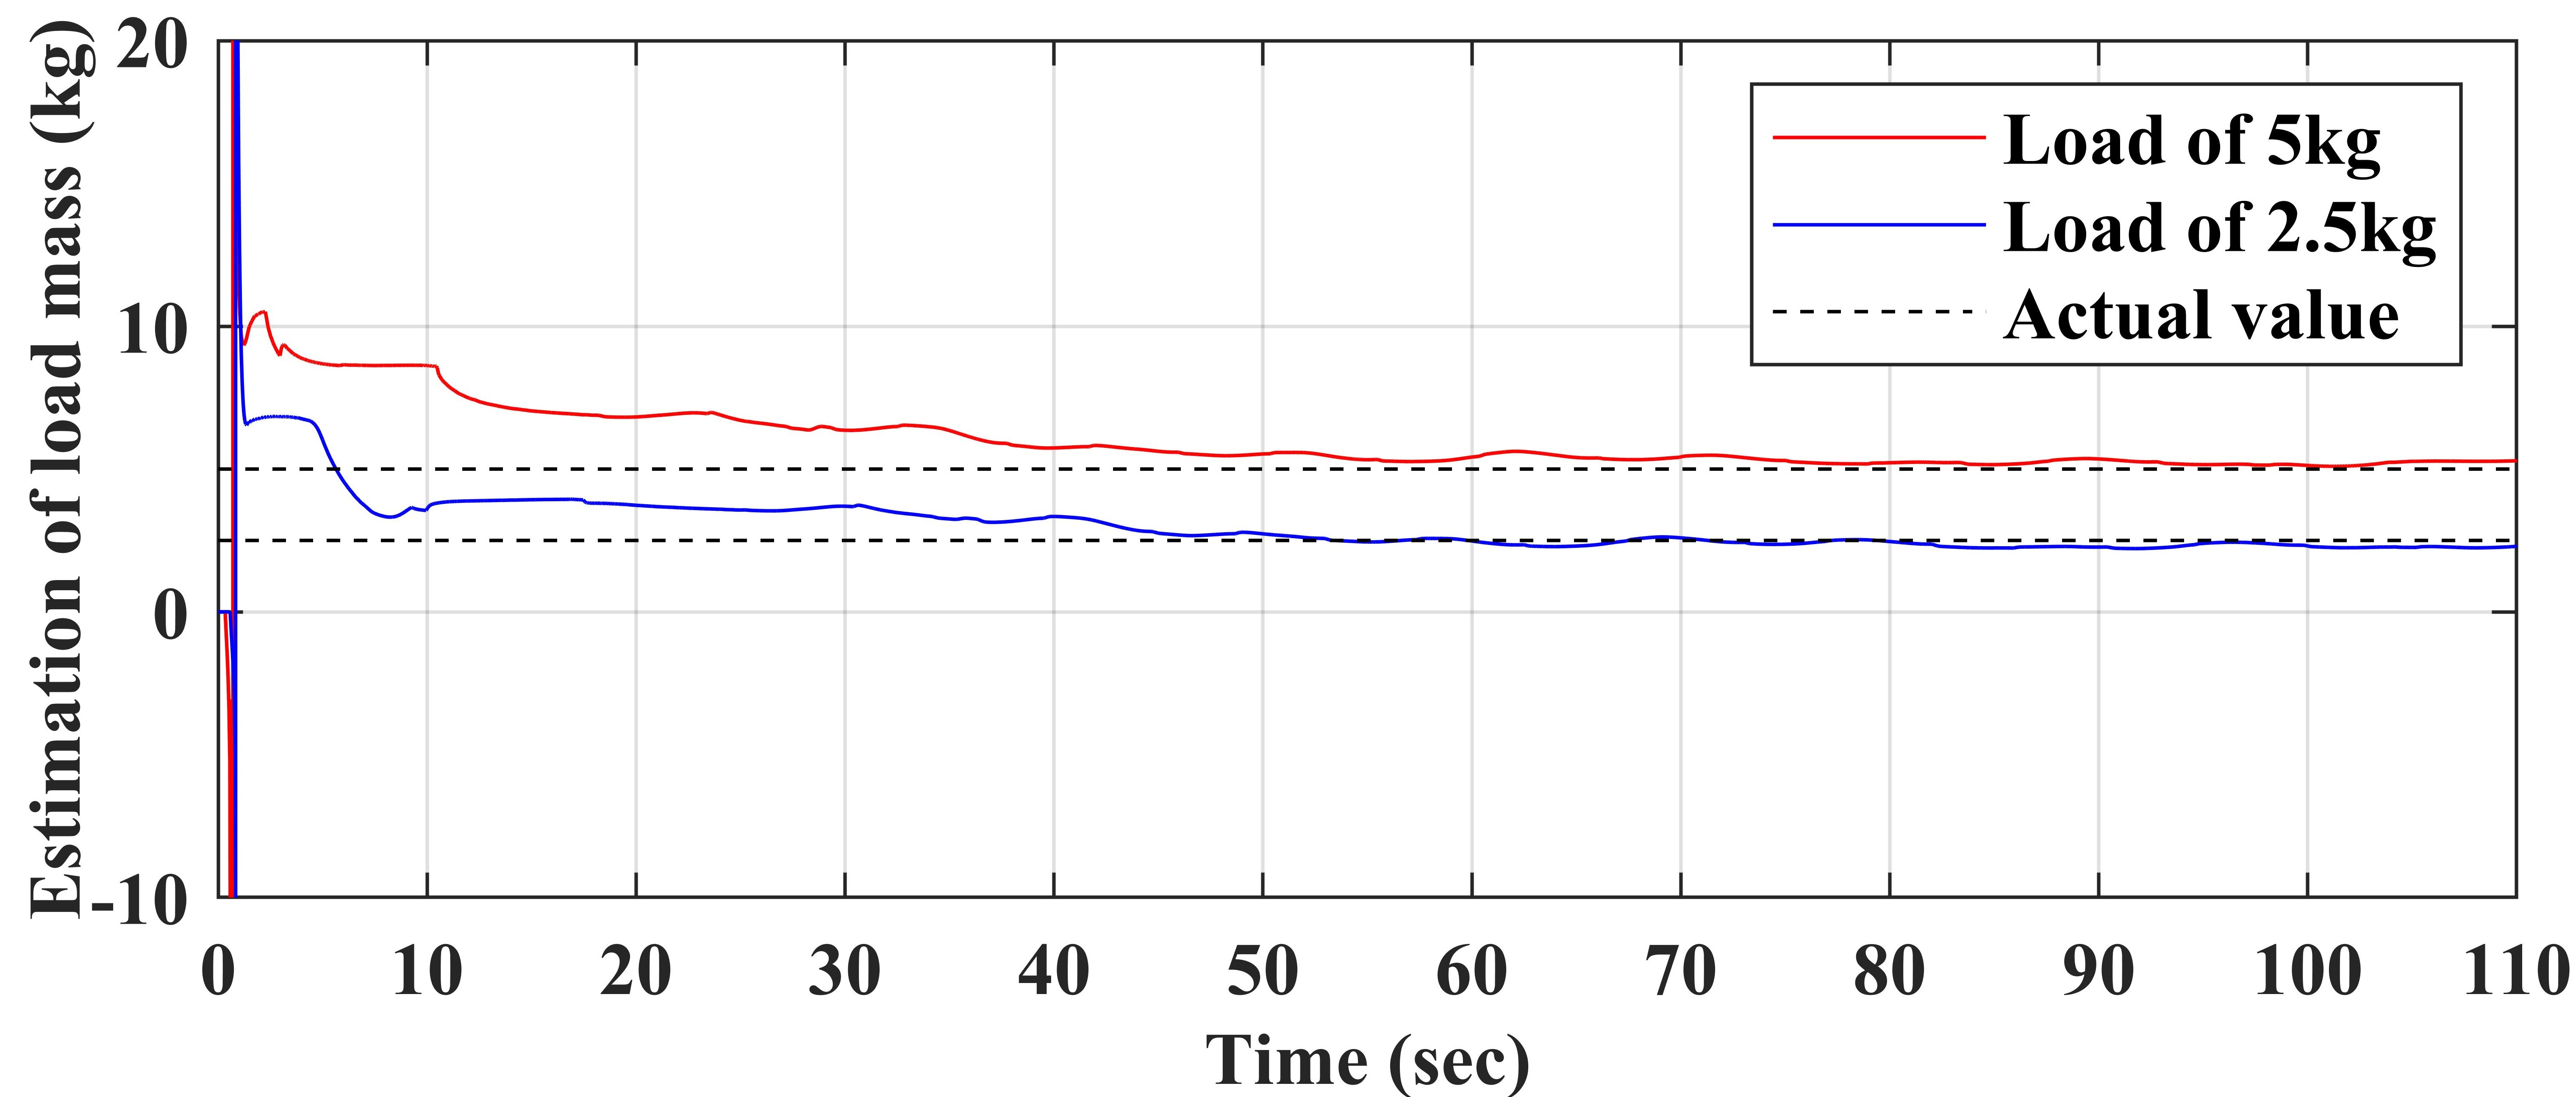 Estimation of load mass (kg)
20
10
0
-10
Load of 5kg
Load of 2.5kg
Actual value
0 10 20 30 40 50 60 70 80 90 100 110
Time (sec)